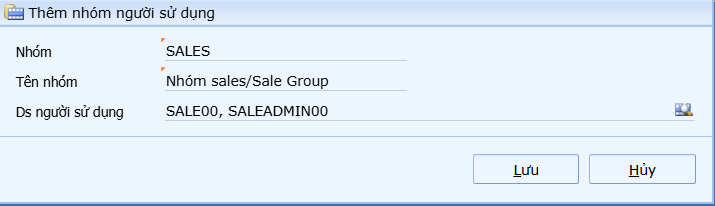 Thêm nhóm người sử dụng
Nhóm SALES
Tên nhóm Nhóm sales/Sale Group
Ds người sử dụng SALE00, SALEADMIN00
Lưu Hủy